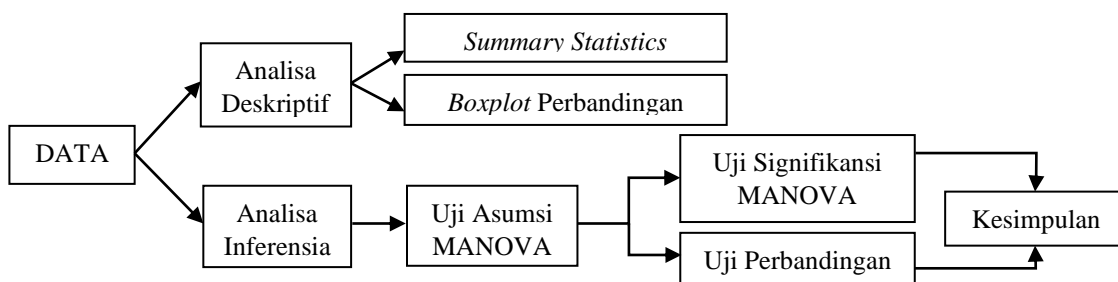 Summary Statistics
Analisa
Deskriptif
Boxplot Perbandingan
DATA
Uji Signifikansi
MANOVA
Analisa
Inferensia
Uji Asumsi
MANOVA
Kesimpulan
Uji Perbandingan